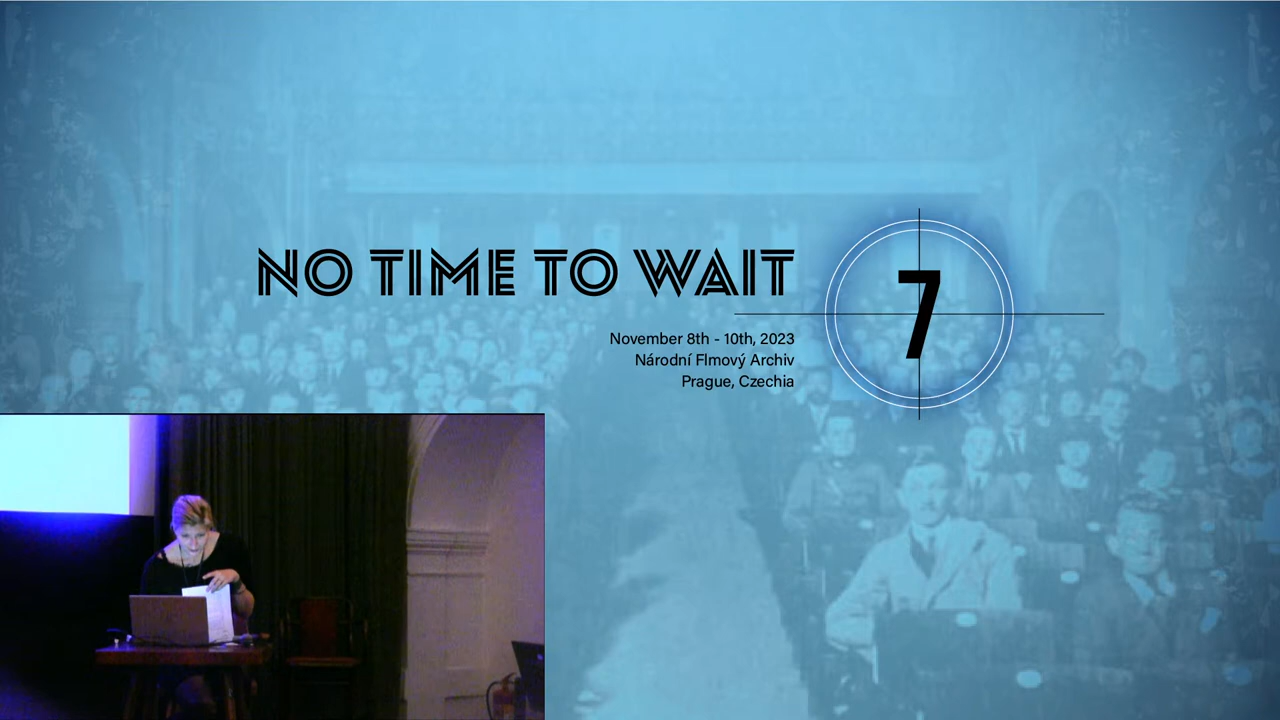 NO TIME TO WAIT
7
November 8th - 10th, 2023
Národní Flmový Archiv
Prague, Czechia